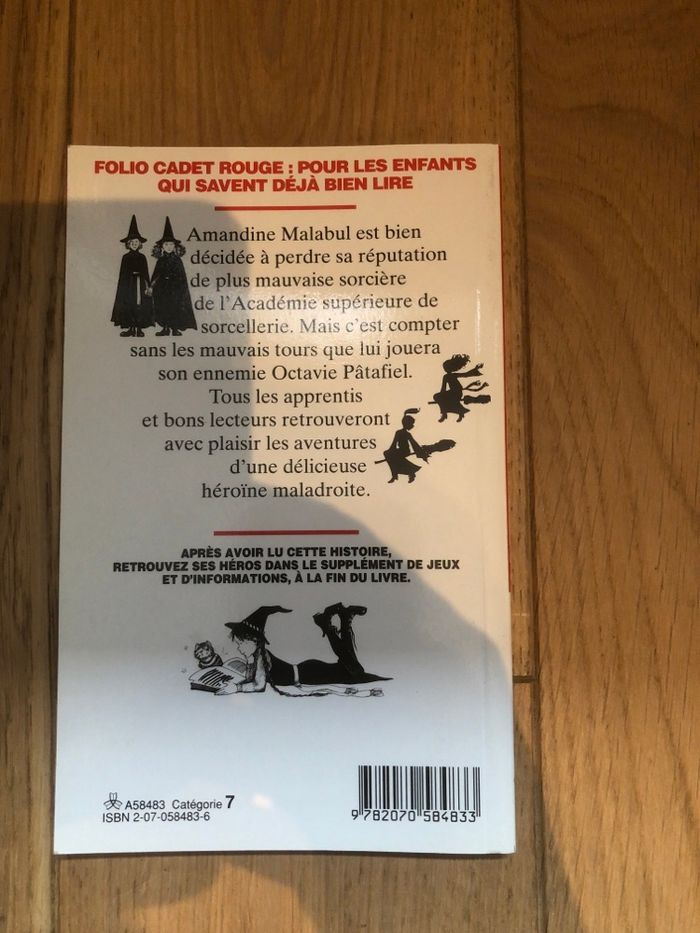 FOLIO CADET ROUGE : POUR LES ENFANTS
QUI SAVENT DÉJÀ BIEN LIRE
Amandine Malabul est bien
décidée à perdre sa réputation
de plus mauvaise sorcière
de l'Académie supérieure de
sorcellerie. Mais c'est compter
sans les mauvais tours que lui jouera
son ennemie Octavie Pâtafiel.
Tous les apprentis
et bons lecteurs retrouveront
avec plaisir les aventures
d'une délicieuse
héroïne maladroite.
APRÈS AVOIR LU CETTE HISTOIRE,
RETROUVEZ SES HÉROS DANS LE SUPPLÉMENT DE JEUX
ET D'INFORMATIONS, À LA FIN DU LIVRE.
A58483 Catégorie 7
ISBN 2-07-058483-6
9 782070 584833